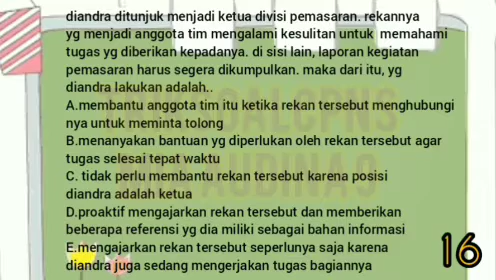 diandra ditunjuk menjadi ketua divisi pemasaran. rekannya
yg menjadi anggota tim mengalami kesulitan untuk memahami
tugas yg diberikan kepadanya. di sisi lain, laporan kegiatan
pemasaran harus segera dikumpulkan. maka dari itu, yg
diandra lakukan adalah..
A.membantu anggota tim itu ketika rekan tersebut menghubungi
nya untuk meminta tolong
B.menanyakan bantuan yg diperlukan oleh rekan tersebut agar
tugas selesai tepat waktu
C. tidak perlu membantu rekan tersebut karena posisi
diandra adalah ketua
D.proaktif mengajarkan rekan tersebut dan memberikan
beberapa referensi yg dia miliki sebagai bahan informasi
E.mengajarkan rekan tersebut seperlunya saja karena
diandra juga sedang mengerjakan tugas bagiannya
16